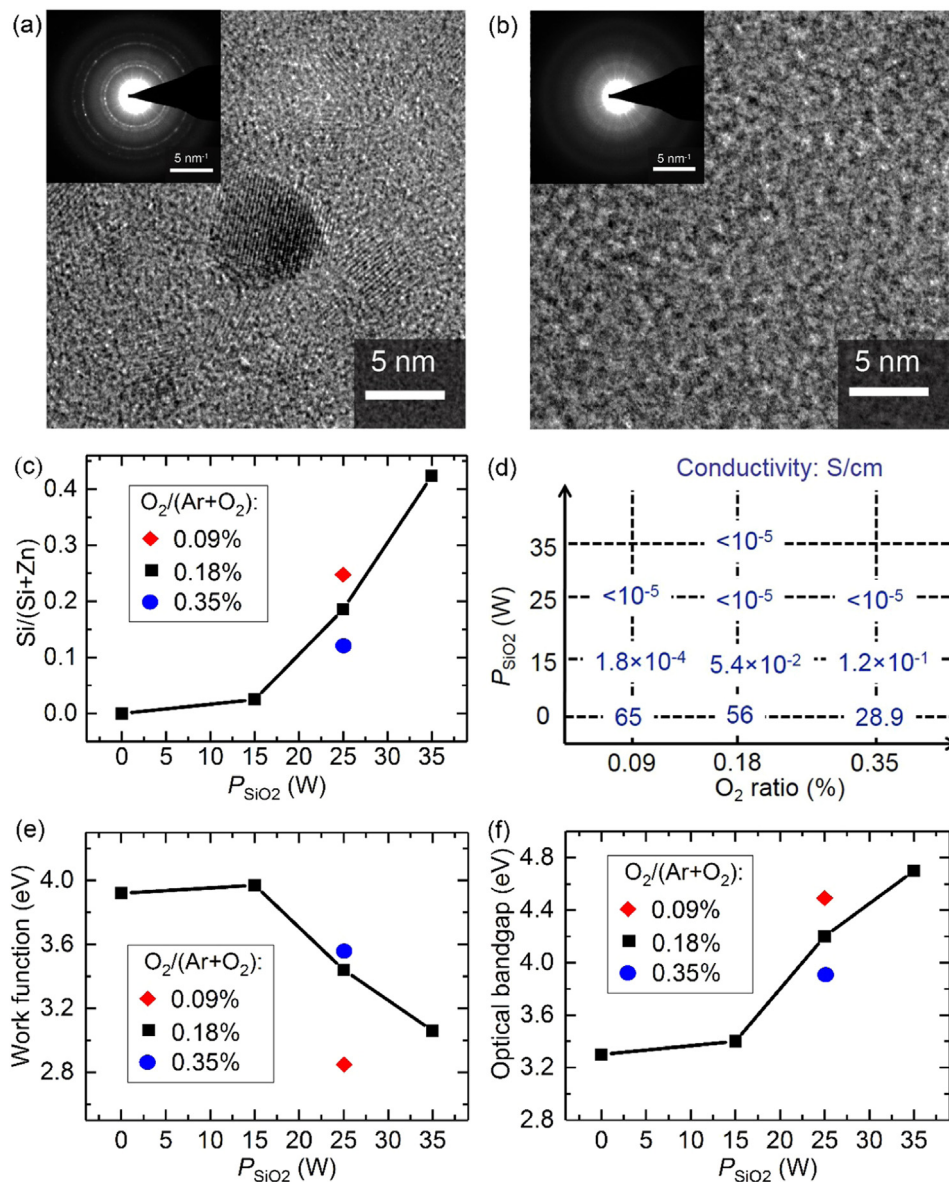 (a)
5 nm⁻¹
5 nm
(b)
5 nm⁻¹
5 nm
(c)
Si/(Si+Zn)
0.4
0.3
0.2
0.1
0.0
O₂/(Ar+O₂):
0.09%
0.18%
0.35%
0 5 10 15 20 25 30 35
P_SiO2 (W)
(d)
Conductivity: S/cm
P_SiO2 (W)
35
<10⁻⁵
25
<10⁻⁵ <10⁻⁵ <10⁻⁵
15
1.8×10⁻⁴ 5.4×10⁻² 1.2×10⁻¹
0
65 56 28.9
0.09 0.18 0.35
O₂ ratio (%)
(e)
Work function (eV)
4.0
3.6
3.2
2.8
O₂/(Ar+O₂):
0.09%
0.18%
0.35%
0 5 10 15 20 25 30 35
P_SiO2 (W)
(f)
Optical bandgap (eV)
4.8
4.4
4.0
3.6
3.2
2.8
O₂/(Ar+O₂):
0.09%
0.18%
0.35%
0 5 10 15 20 25 30 35
P_SiO2 (W)